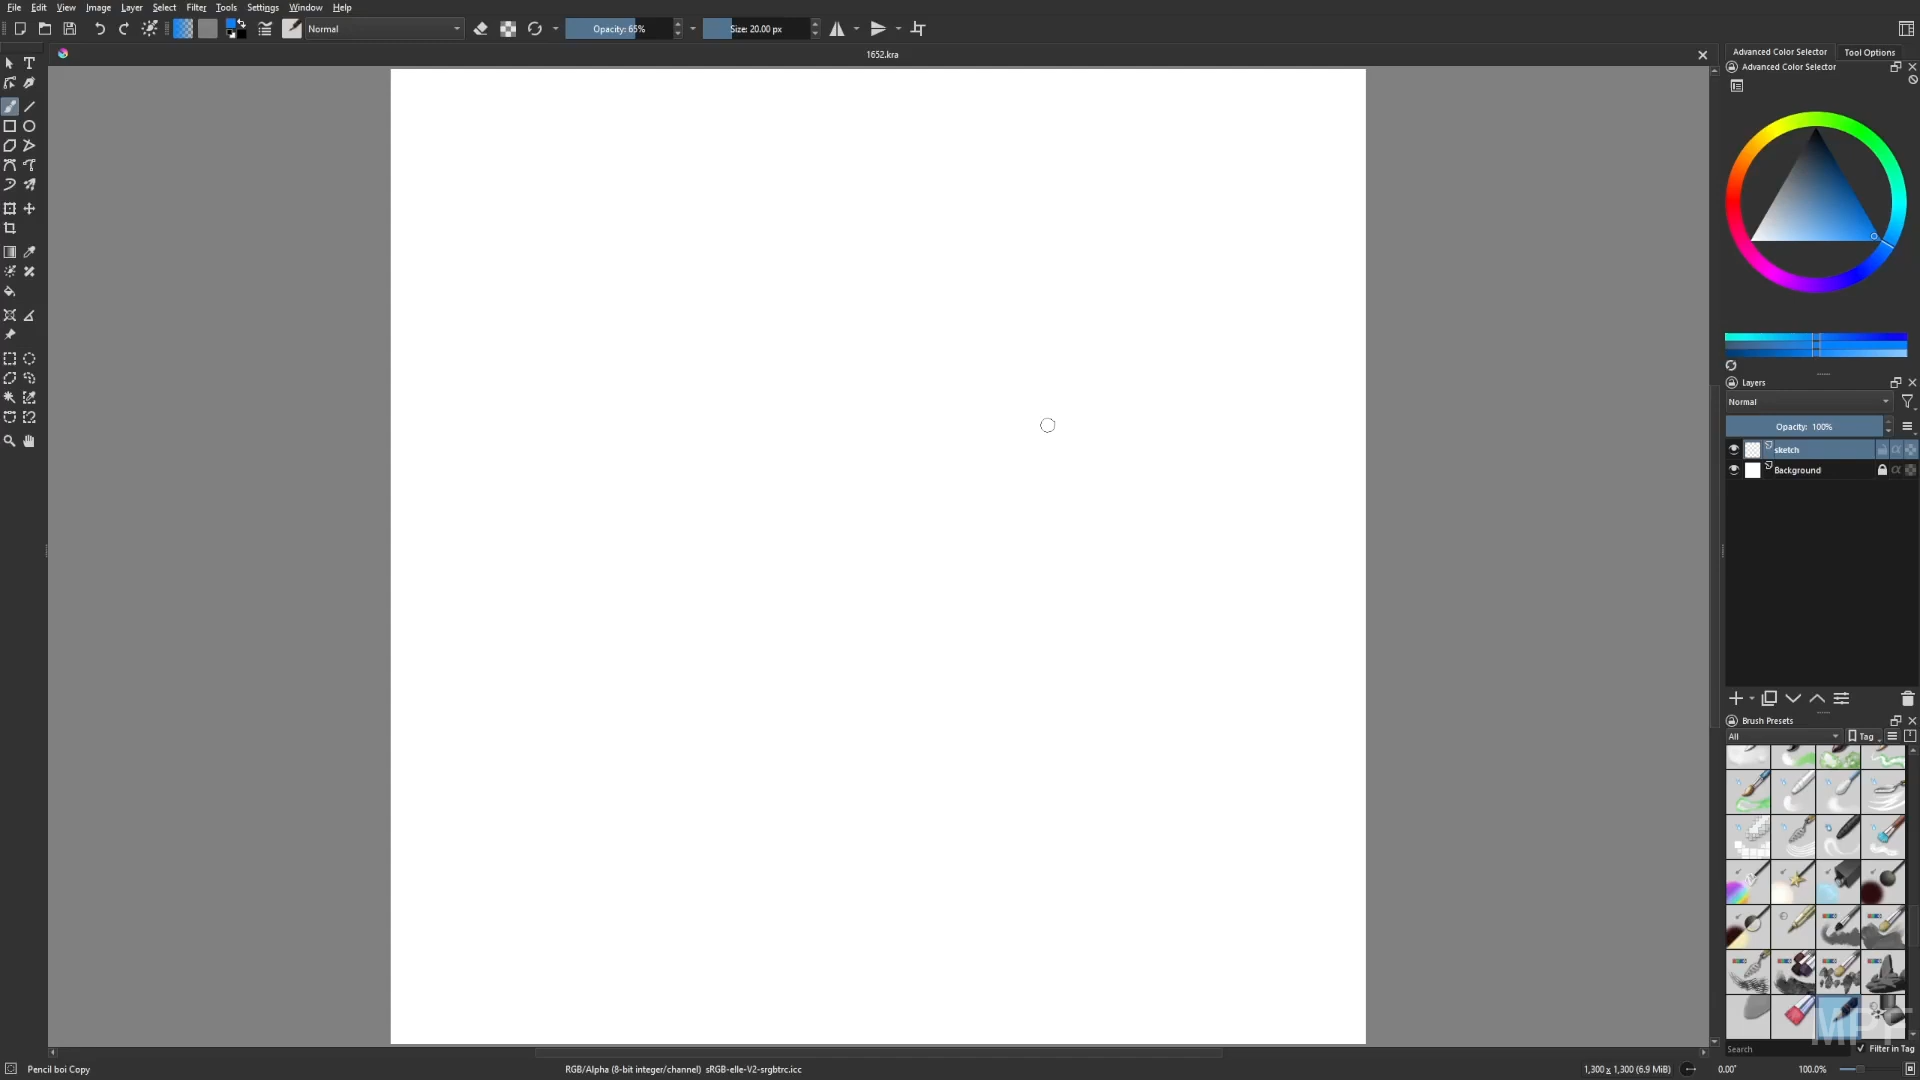 File Edit View Image Layer Select Filter Tools Settings Window Help
Normal Opacity: 65% Size: 20.00 px
1652.kra
Advanced Color Selector Tool Options
Advanced Color Selector
Layers
Normal
Opacity: 100%
sketch
Background
Brush Presets
All Tag
MPF
Search Filter in Tag
Pencil boi Copy RGB/Alpha (8-bit integer/channel) sRGB-elle-V2-srgbtrc.icc 1,300 x 1,300 (6.9 MiB) 0.00° 100.0%